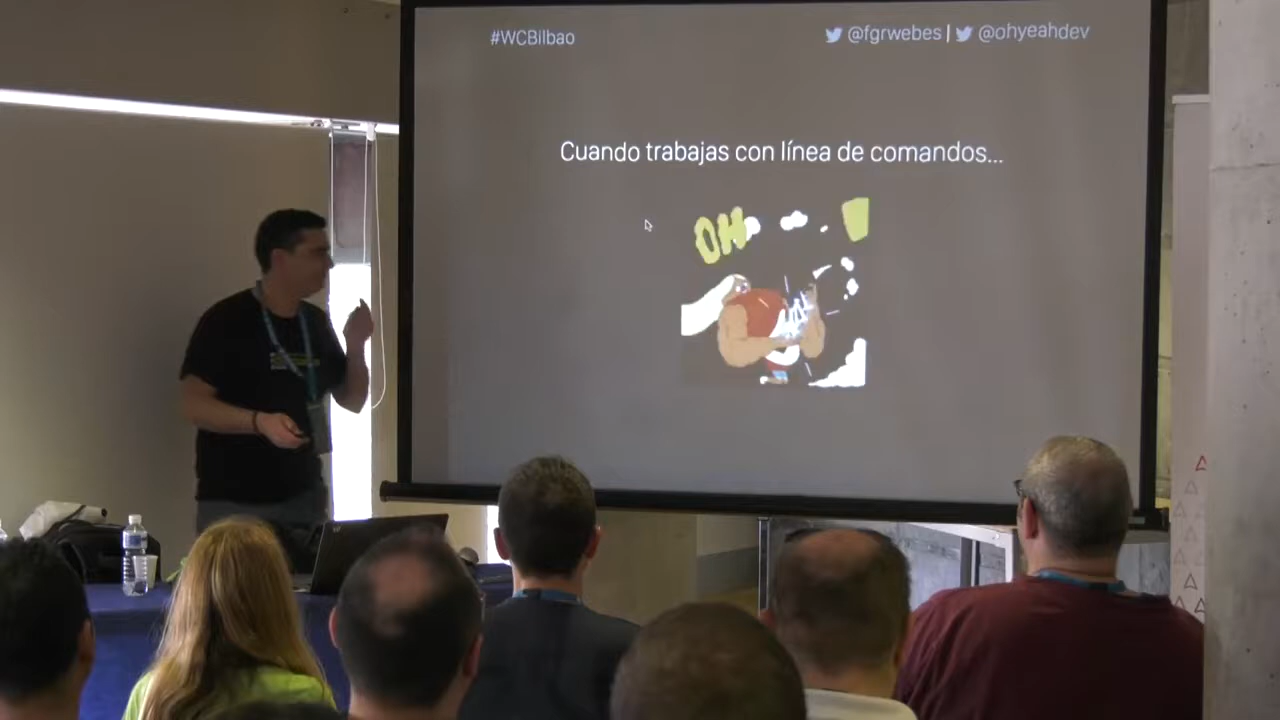 #WCBilbao
@fgrwebes | @ohyeahdev
Cuando trabajas con línea de comandos...
OH